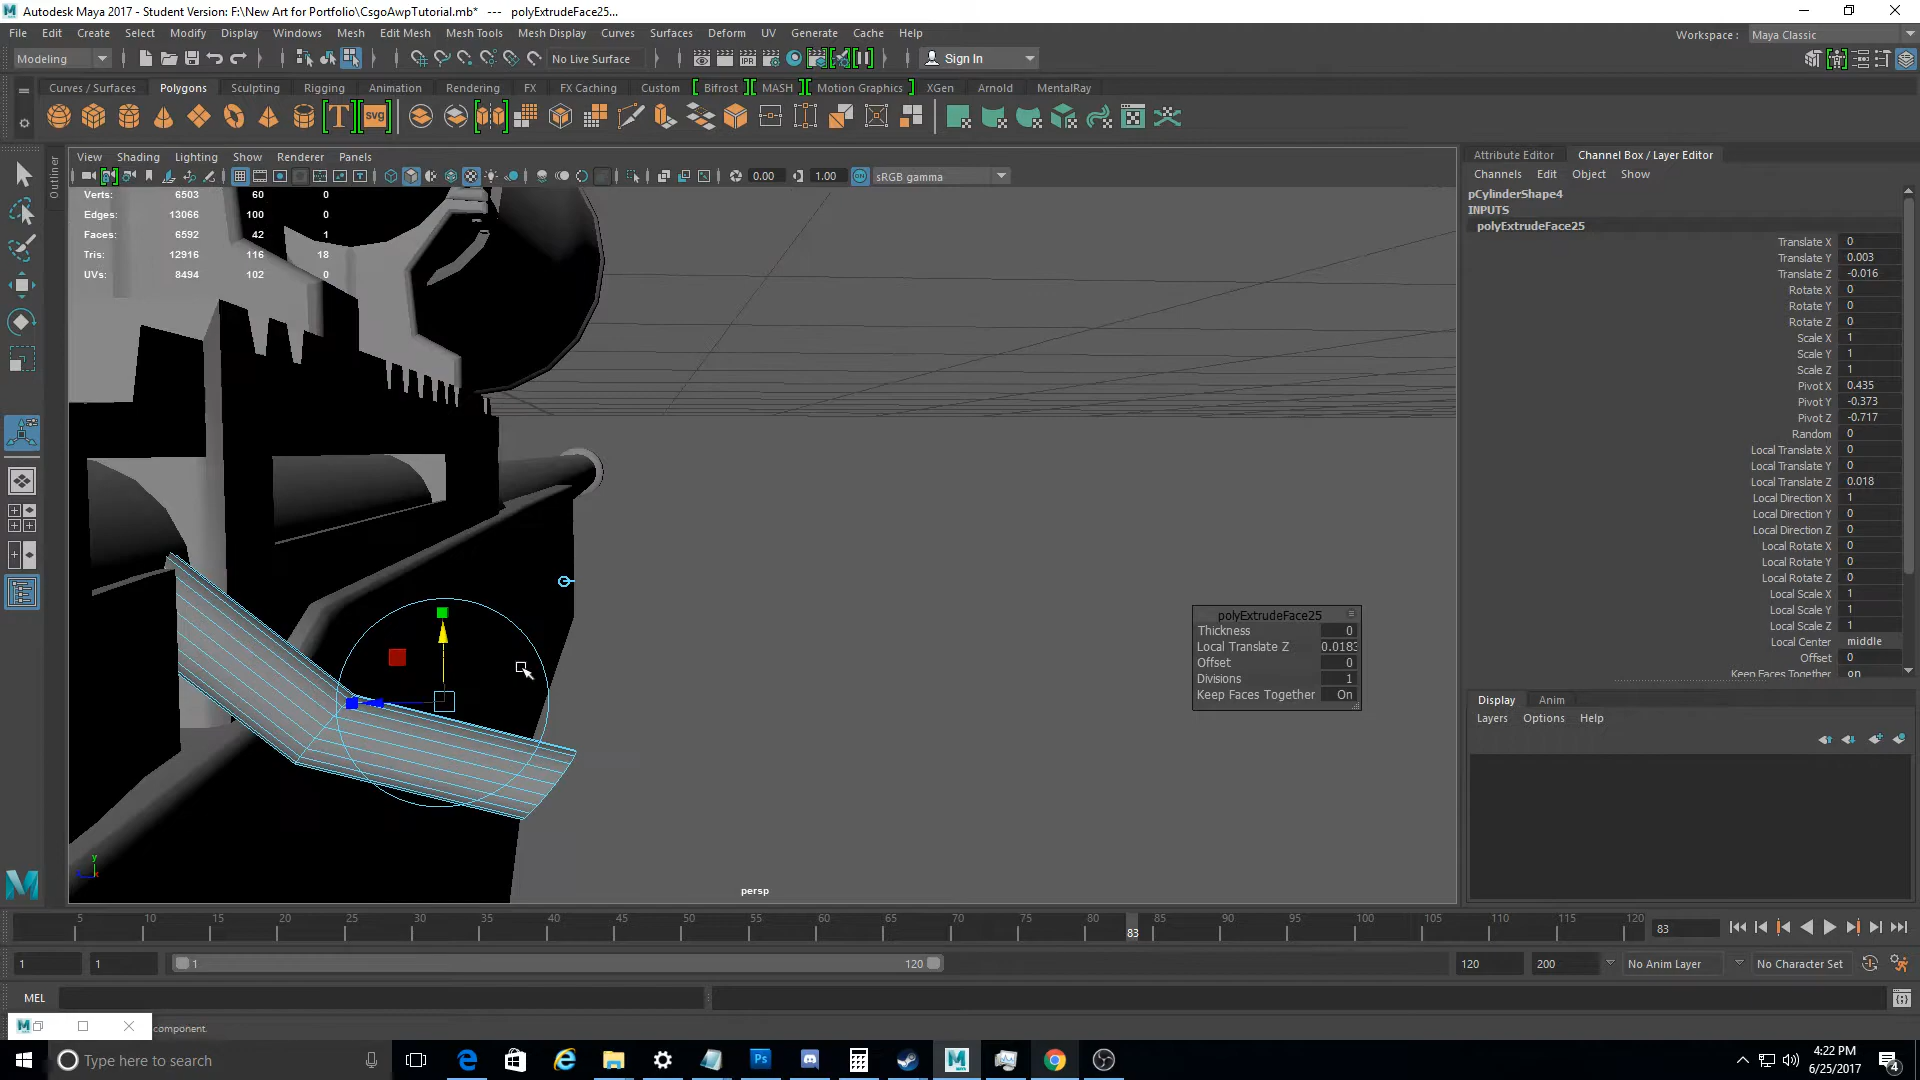 Autodesk Maya 2017 - Student Version: F:\New Art for Portfolio\CsgoAwpTutorial.mb* --- polyExtrudeFace25...
File Edit Create Select Modify Display Windows Mesh Edit Mesh Mesh Tools Mesh Display Curves Surfaces Deform UV Generate Cache Help
Workspace : Maya Classic
Modeling No Live Surface Sign In
Curves / Surfaces Polygons Sculpting Rigging Animation Rendering FX FX Caching Custom Bifrost MASH Motion Graphics XGen Arnold MentalRay
View Shading Lighting Show Renderer Panels
0.00 1.00 sRGB gamma
Outliner
Verts: 6503 60 0
Edges: 13066 100 0
Faces: 6592 42 1
Tris: 12916 116 18
UVs: 8494 102 0
polyExtrudeFace25
Thickness 0
Local Translate Z 0.0183
Offset 0
Divisions 1
Keep Faces Together On
persp
Attribute Editor Channel Box / Layer Editor
Channels Edit Object Show
pCylinderShape4
INPUTS
polyExtrudeFace25
Translate X 0
Translate Y 0.003
Translate Z -0.016
Rotate X 0
Rotate Y 0
Rotate Z 0
Scale X 1
Scale Y 1
Scale Z 1
Pivot X 0.435
Pivot Y -0.373
Pivot Z -0.717
Random 0
Local Translate X 0
Local Translate Y 0
Local Translate Z 0.018
Local Direction X 1
Local Direction Y 0
Local Direction Z 0
Local Rotate X 0
Local Rotate Y 0
Local Rotate Z 0
Local Scale X 1
Local Scale Y 1
Local Scale Z 1
Local Center middle
Offset 0
Keep Faces Together on
Display Anim
Layers Options Help
5 10 15 20 25 30 35 40 45 50 55 60 65 70 75 80 85 90 95 100 105 110 115 120
83
83
1 1 1 120 120 200 No Anim Layer No Character Set
MEL
component.
Type here to search
4:22 PM
6/25/2017
4